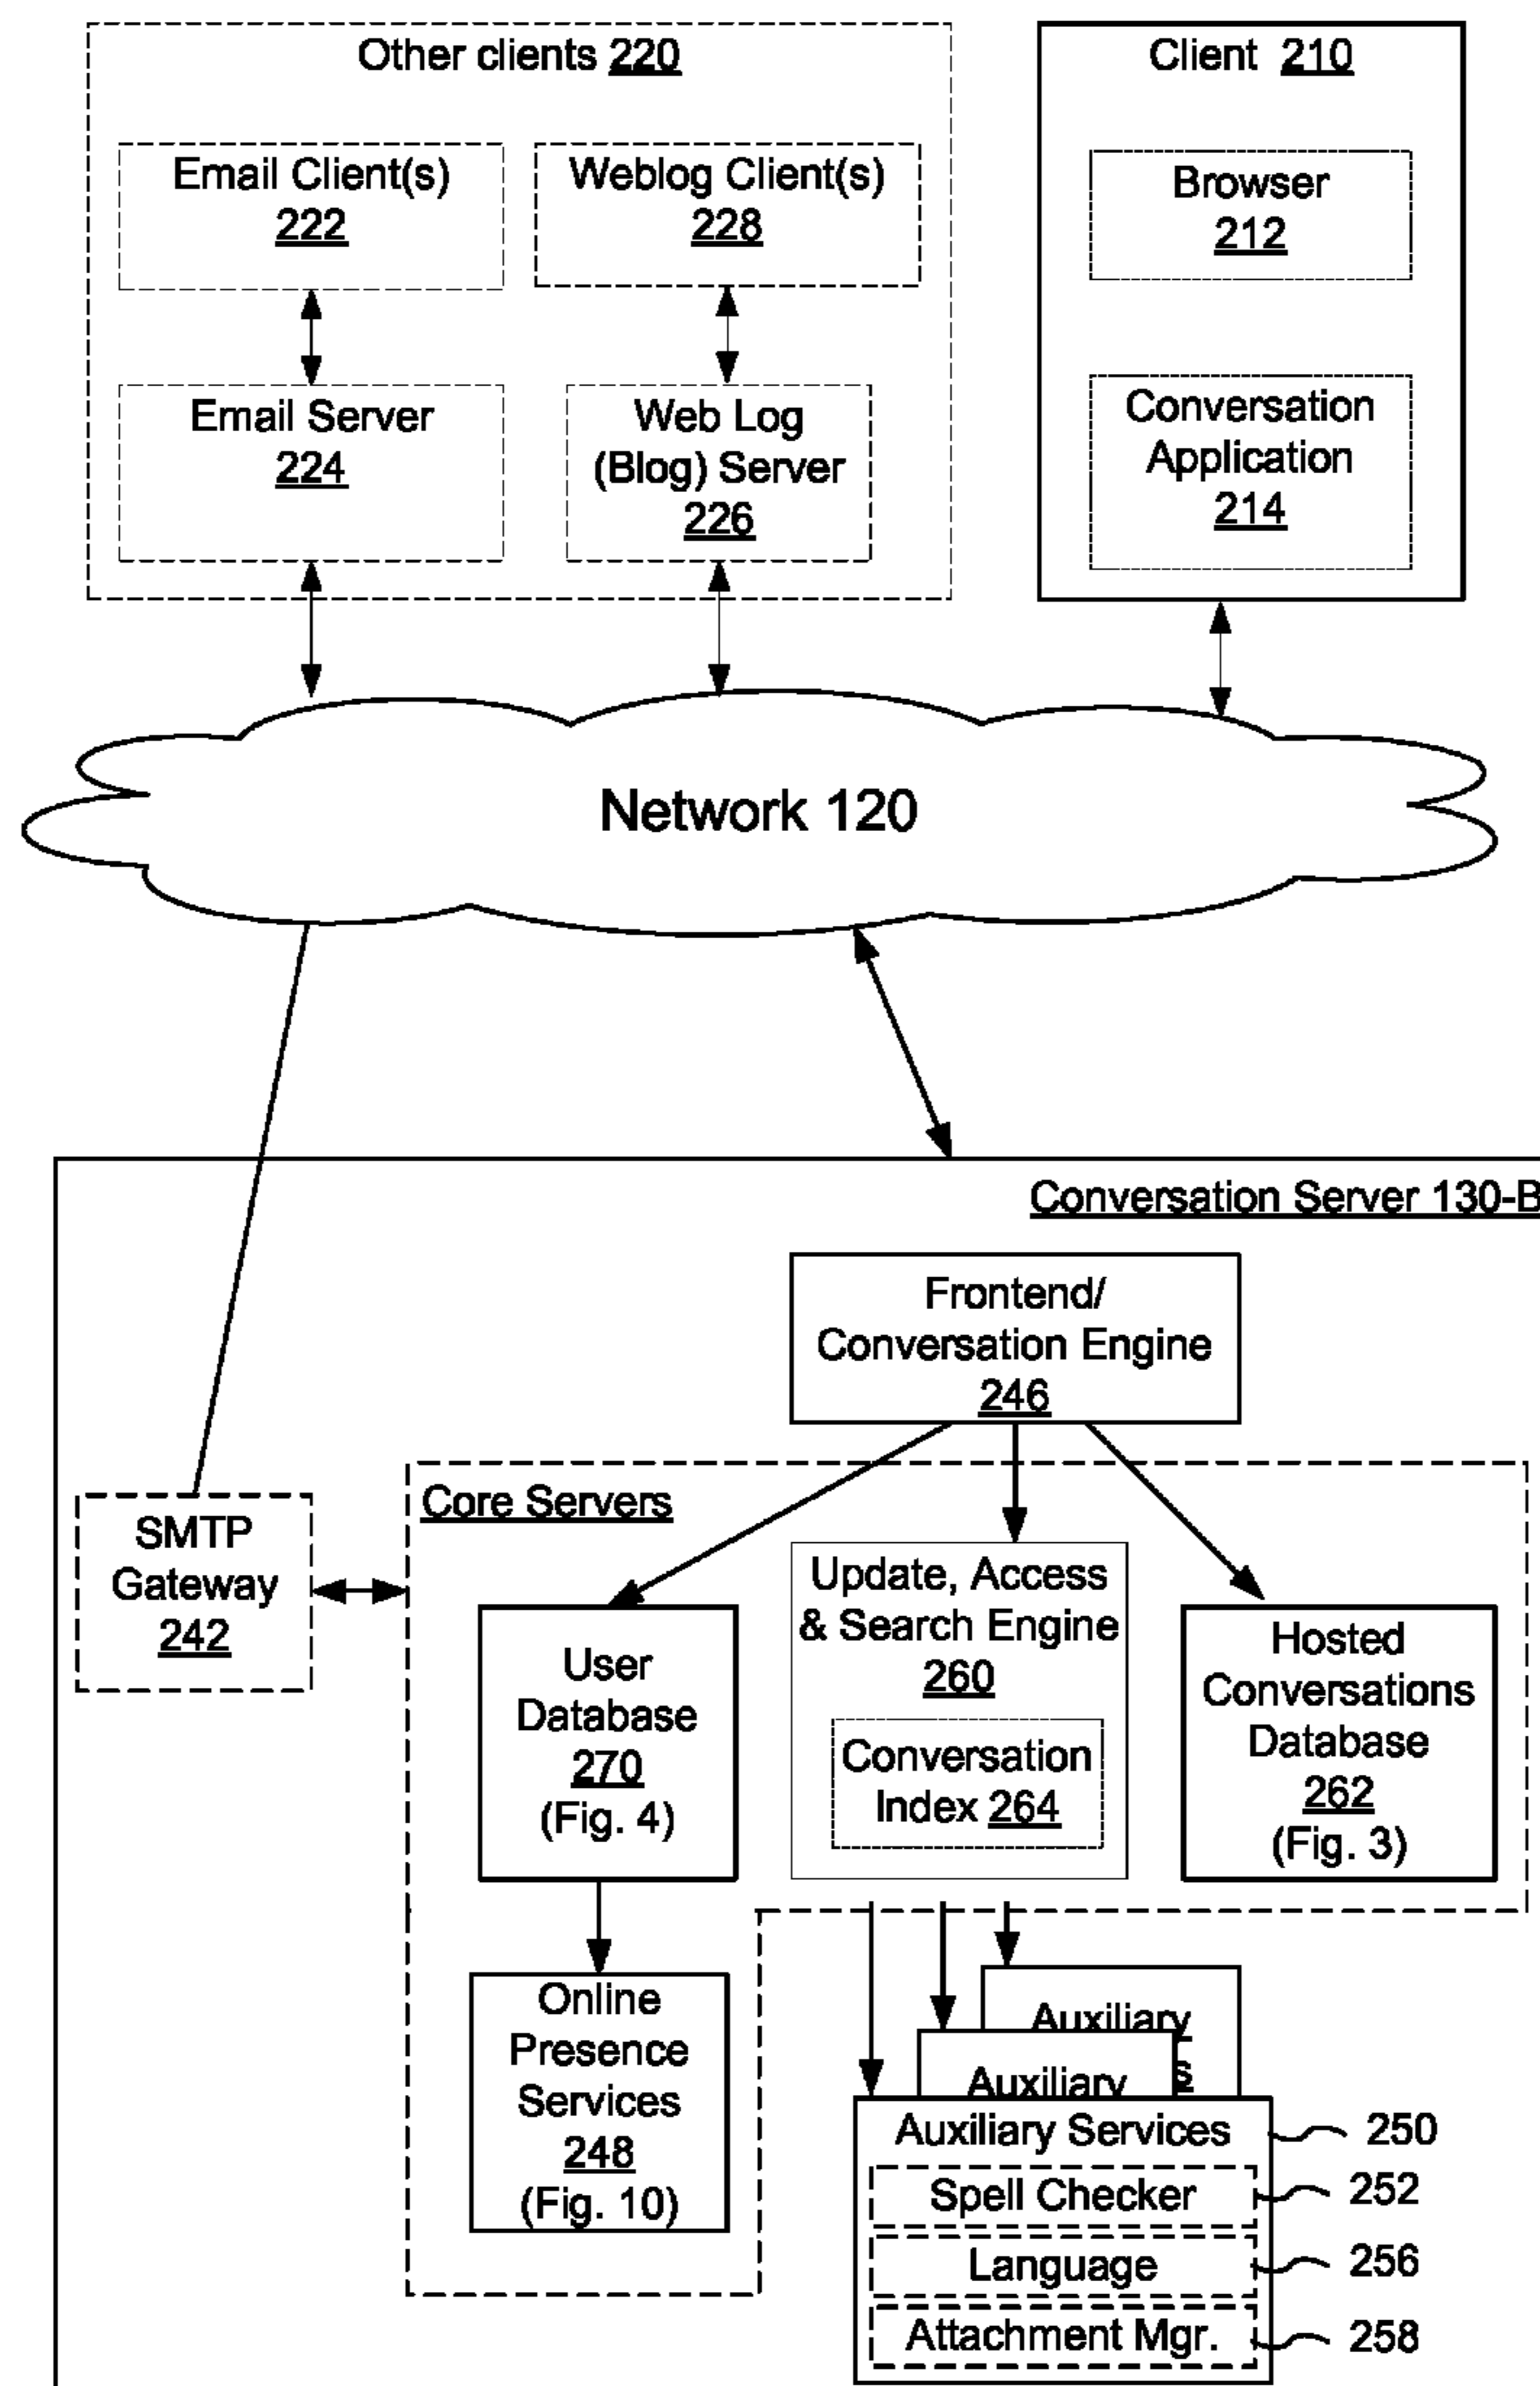 Other clients 220
Email Client(s)
222
Weblog Client(s)
228
Email Server
224
Web Log
(Blog) Server
226
Client 210
Browser
212
Conversation
Application
214
Network 120
Conversation Server 130-B
Frontend/
Conversation Engine
246
SMTP
Gateway
242
Core Servers
User
Database
270
(Fig. 4)
Update, Access
& Search Engine
260
Conversation
Index 264
Hosted
Conversations
Database
262
(Fig. 3)
Online
Presence
Services
248
(Fig. 10)
Auxiliary
s
Auxiliary
Auxiliary Services 250
Spell Checker 252
Language 256
Attachment Mgr. 258